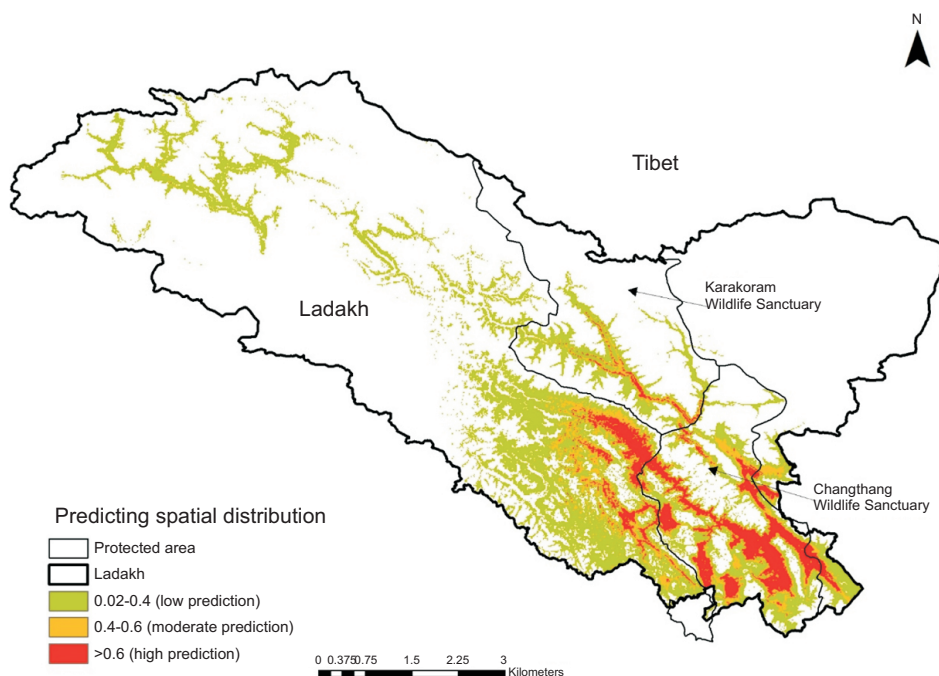 N
Tibet
Karakoram
Wildlife Sanctuary
Ladakh
Changthang
Wildlife Sanctuary
Predicting spatial distribution
Protected area
Ladakh
0.02-0.4 (low prediction)
0.4-0.6 (moderate prediction)
>0.6 (high prediction)
0 0.3750.75 1.5 2.25 3
Kilometers